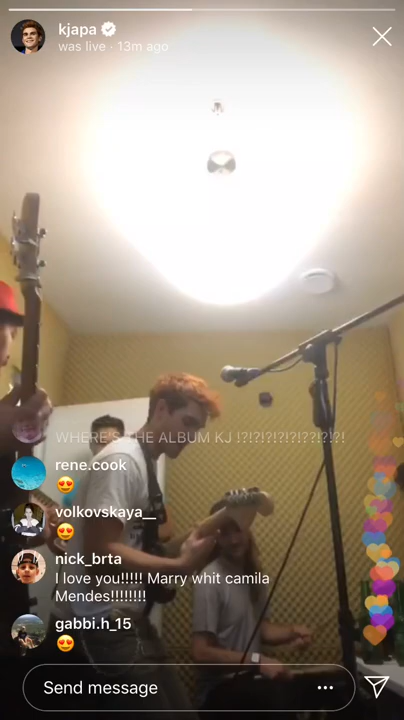 kjapa
was live · 13m ago
WHERE'S THE ALBUM KJ !?!?!?!?!?!??!?!?!
rene.cook
😍
volkovskaya__
😍
nick_brta
I love you!!!!! Marry whit camila
Mendes!!!!!!!!
gabbi.h_15
😍
Send message